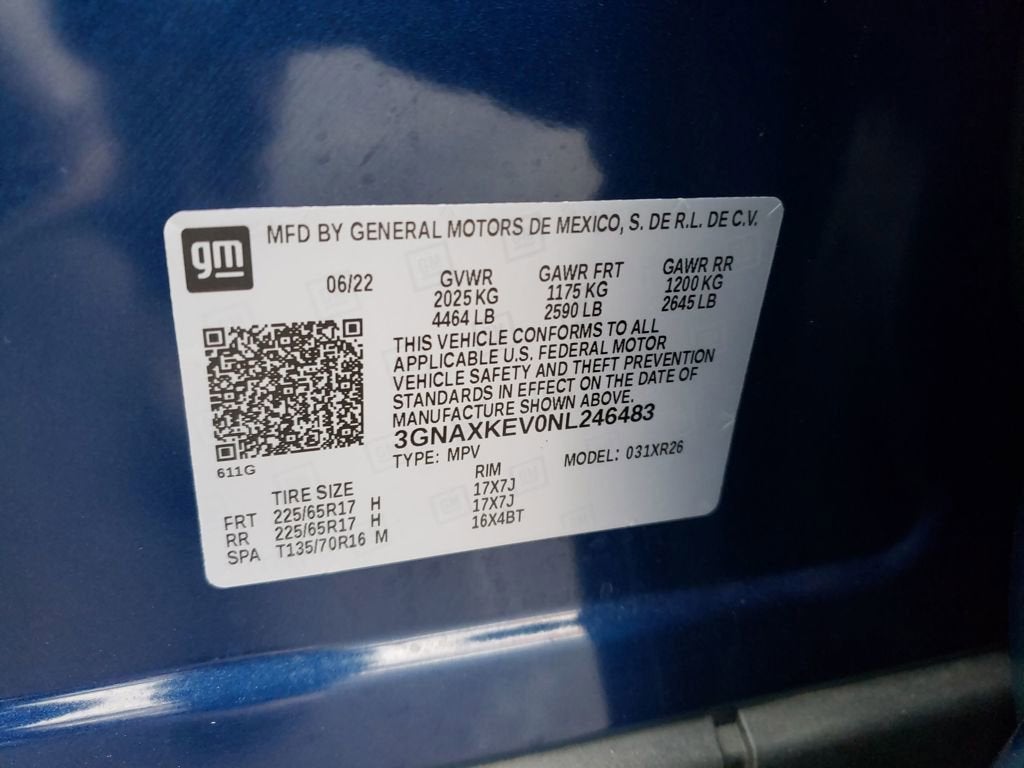 gm
MFD BY GENERAL MOTORS DE MEXICO, S. DE R.L. DE C.V.
06/22 GVWR GAWR FRT GAWR RR
2025 KG 1175 KG 1200 KG
4464 LB 2590 LB 2645 LB
THIS VEHICLE CONFORMS TO ALL
APPLICABLE U.S. FEDERAL MOTOR
VEHICLE SAFETY AND THEFT PREVENTION
STANDARDS IN EFFECT ON THE DATE OF
MANUFACTURE SHOWN ABOVE.
3GNAXKEV0NL246483
TYPE: MPV MODEL: 031XR26
611G
TIRE SIZE RIM
FRT 225/65R17 H 17X7J
RR 225/65R17 H 17X7J
SPA T135/70R16 M 16X4BT